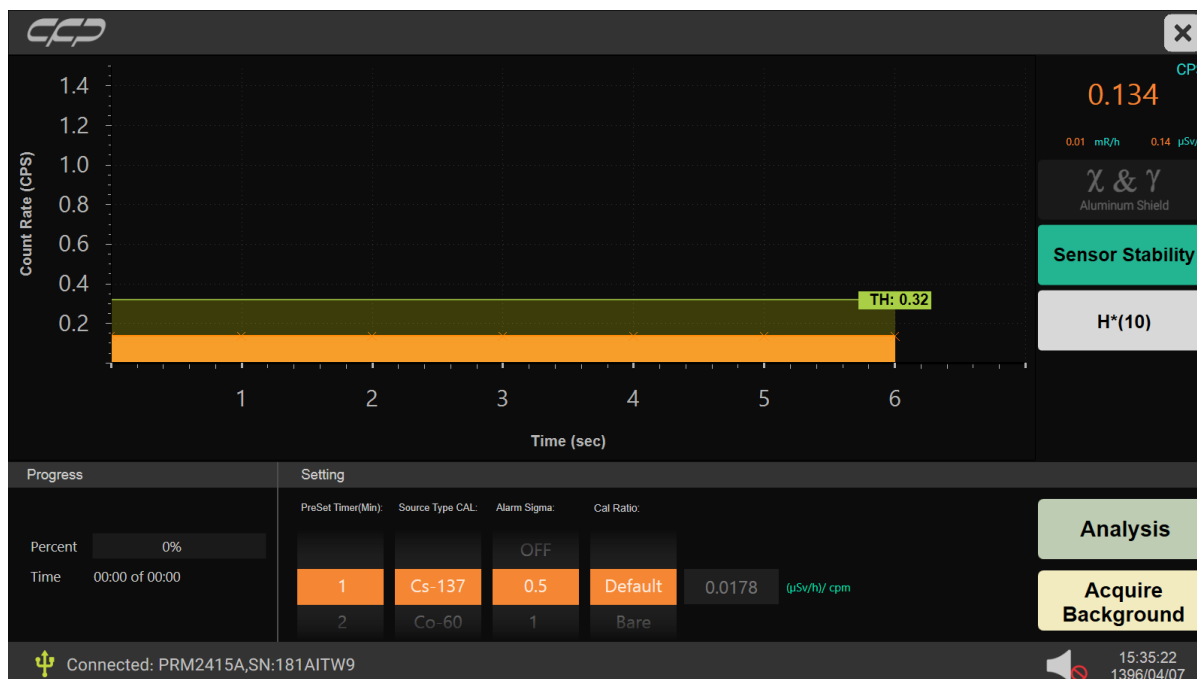 CCP
CPS
0.134
0.01 mR/h 0.14 µSv/
χ & γ
Aluminum Shield
Sensor Stability
H*(10)
Count Rate (CPS)
1.4
1.2
1.0
0.8
0.6
0.4
0.2
TH: 0.32
1 2 3 4 5 6
Time (sec)
Progress
Percent 0%
Time 00:00 of 00:00
Setting
PreSet Timer(Min): Source Type CAL: Alarm Sigma: Cal Ratio:
OFF
1 Cs-137 0.5 Default 0.0178 (µSv/h)/ cpm
2 Co-60 1 Bare
Analysis
Acquire
Background
Connected: PRM2415A,SN:181AITW9
15:35:22
1396/04/07